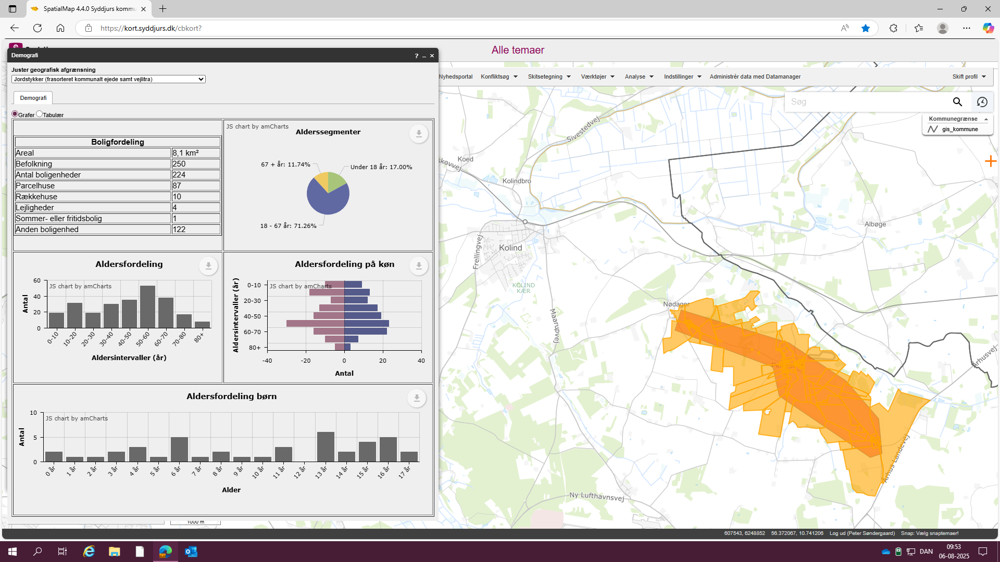 SpatialMap 4.4.0 Syddjurs kommu
https://kort.syddjurs.dk/cbkort?
Alle temaer
Demografi
? _ ×
Juster geografisk afgrænsning
Jordstykker (frasorteret kommunalt ejede samt vejlitra)
Demografi
Grafer Tabulær
Nyhedsportal Konfliktsøg Skitsetegning Værktøjer Analyse Indstillinger Administrér data med Datamanager Skift profil
Søg
Kommunegrænse
gis_kommune
Boligfordeling
Areal 8,1 km²
Befolkning 250
Antal boligenheder 224
Parcelhuse 87
Rækkehuse 10
Lejligheder 4
Sommer- eller fritidsbolig 1
Anden boligenhed 122
JS chart by amCharts
Alderssegmenter
67 + år: 11.74%
Under 18 år: 17.00%
18 - 67 år: 71.26%
Aldersfordeling
JS chart by amCharts
Antal
60
40
20
0
0-10 10-20 20-30 30-40 40-50 50-60 60-70 70-80 80+
Aldersintervaller (år)
Aldersfordeling på køn
JS chart by amCharts
Aldersintervaller (år)
0-10
20-30
40-50
60-70
80+
-40 -20 0 20 40
Antal
Aldersfordeling børn
JS chart by amCharts
Antal
10
5
0
0 år 1 år 2 år 3 år 4 år 5 år 6 år 7 år 8 år 9 år 10 år 11 år 12 år 13 år 14 år 15 år 16 år 17 år
Alder
Sivestedvej
Koed
skovvej
Kolindbro
Albøge
Kolind
Frellingvej
KOLIND
KÆR
Nødager
Maarupvej
Århusvej
Århus Landevej
Ny Lufthavnsvej
1000 m
607543, 6248852 56.372067, 10.741206 Log ud (Peter Søndergaard) Snap: Vælg snaptemaer!
DAN
09:53
06-08-2025